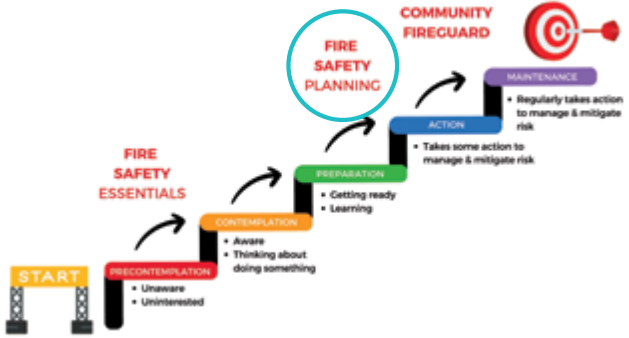 COMMUNITY
FIREGUARD
FIRE
SAFETY
PLANNING
MAINTENANCE
• Regularly takes action
to manage & mitigate
risk
ACTION
• Takes some action to
manage & mitigate risk
FIRE
SAFETY
ESSENTIALS
PREPARATION
• Getting ready
• Learning
CONTEMPLATION
• Aware
• Thinking about
doing something
START
PRECONTEMPLATION
• Unaware
• Uninterested